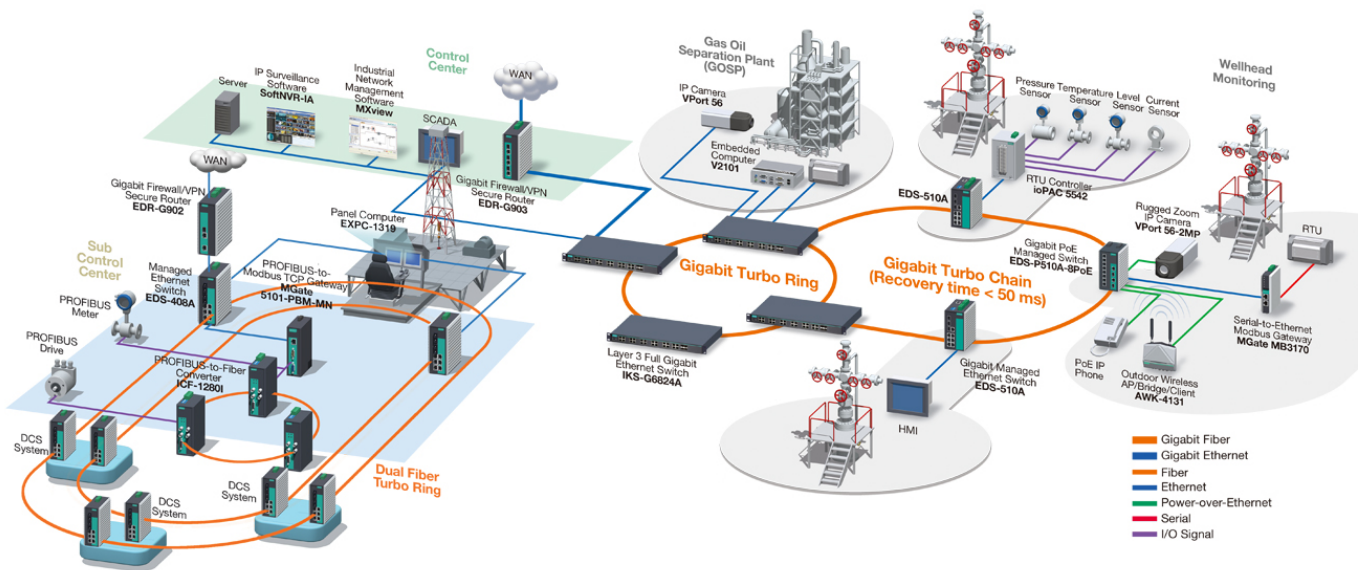 Control
Center
WAN
Server
IP Surveillance
Software
SoftNVR-IA
Industrial
Network
Management
Software
MXview
SCADA
WAN
Gigabit Firewall/VPN
Secure Router
EDR-G902
Gigabit Firewall/VPN
Secure Router
EDR-G903
Panel Computer
EXPC-1319
Sub
Control
Center
Managed
Ethernet
Switch
EDS-408A
PROFIBUS-to-
Modbus TCP Gateway
MGate
5101-PBM-MN
PROFIBUS
Meter
PROFIBUS
Drive
PROFIBUS-to-Fiber
Converter
ICF-1280I
DCS
System
DCS
System
DCS
System
Dual Fiber
Turbo Ring
Gas Oil
Separation Plant
(GOSP)
IP Camera
VPort 56
Embedded
Computer
V2101
Gigabit Turbo Ring
Layer 3 Full Gigabit
Ethernet Switch
IKS-G6824A
Gigabit Turbo Chain
(Recovery time < 50 ms)
EDS-510A
Pressure
Sensor
Temperature
Sensor
Level
Sensor
Current
Sensor
RTU Controller
ioPAC 5542
Wellhead
Monitoring
Rugged Zoom
IP Camera
VPort 56-2MP
Gigabit PoE
Managed Switch
EDS-P510A-8PoE
RTU
Serial-to-Ethernet
Modbus Gateway
MGate MB3170
PoE IP
Phone
Outdoor Wireless
AP/Bridge/Client
AWK-4131
Gigabit Managed
Ethernet Switch
EDS-510A
HMI
Gigabit Fiber
Gigabit Ethernet
Fiber
Ethernet
Power-over-Ethernet
Serial
I/O Signal